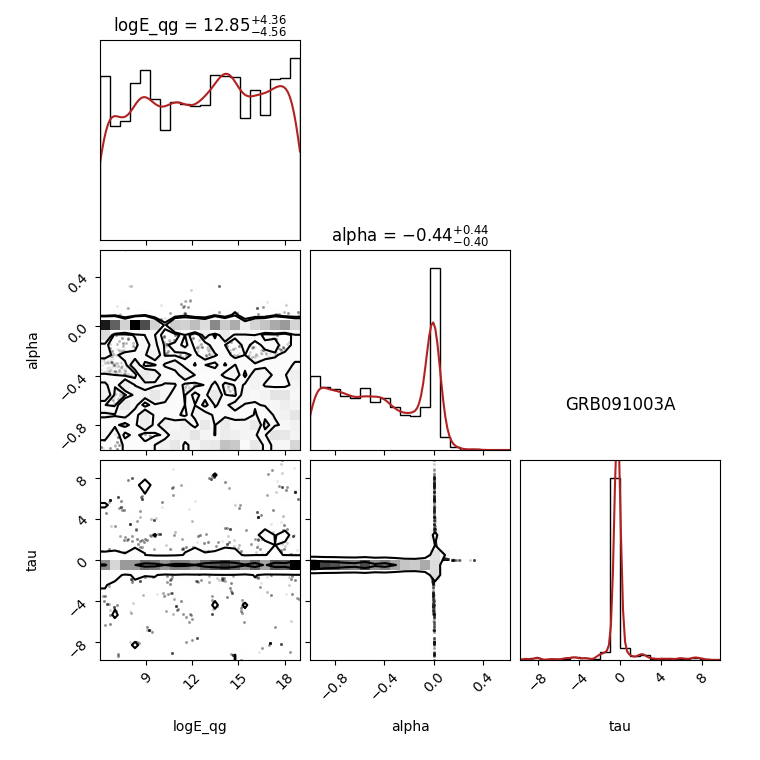 logE_qg = 12.85+4.36−4.56
alpha = −0.44+0.44−0.40
0.4
0.0
−0.4
−0.8
alpha
GRB091003A
8
4
0
−4
−8
tau
9 12 15 18
−0.8 −0.4 0.0 0.4
−8 −4 0 4 8
logE_qg alpha tau